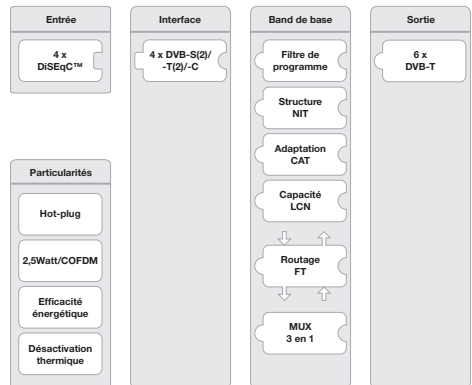 Entrée
4 x
DiSEqC™
Particularités
Hot-plug
2,5Watt/COFDM
Efficacité
énergétique
Désactivation
thermique
Interface
4 x DVB-S(2)/
-T(2)/-C
Band de base
Filtre de
programme
Structure
NIT
Adaptation
CAT
Capacité
LCN
Routage
FT
MUX
3 en 1
Sortie
6 x
DVB-T